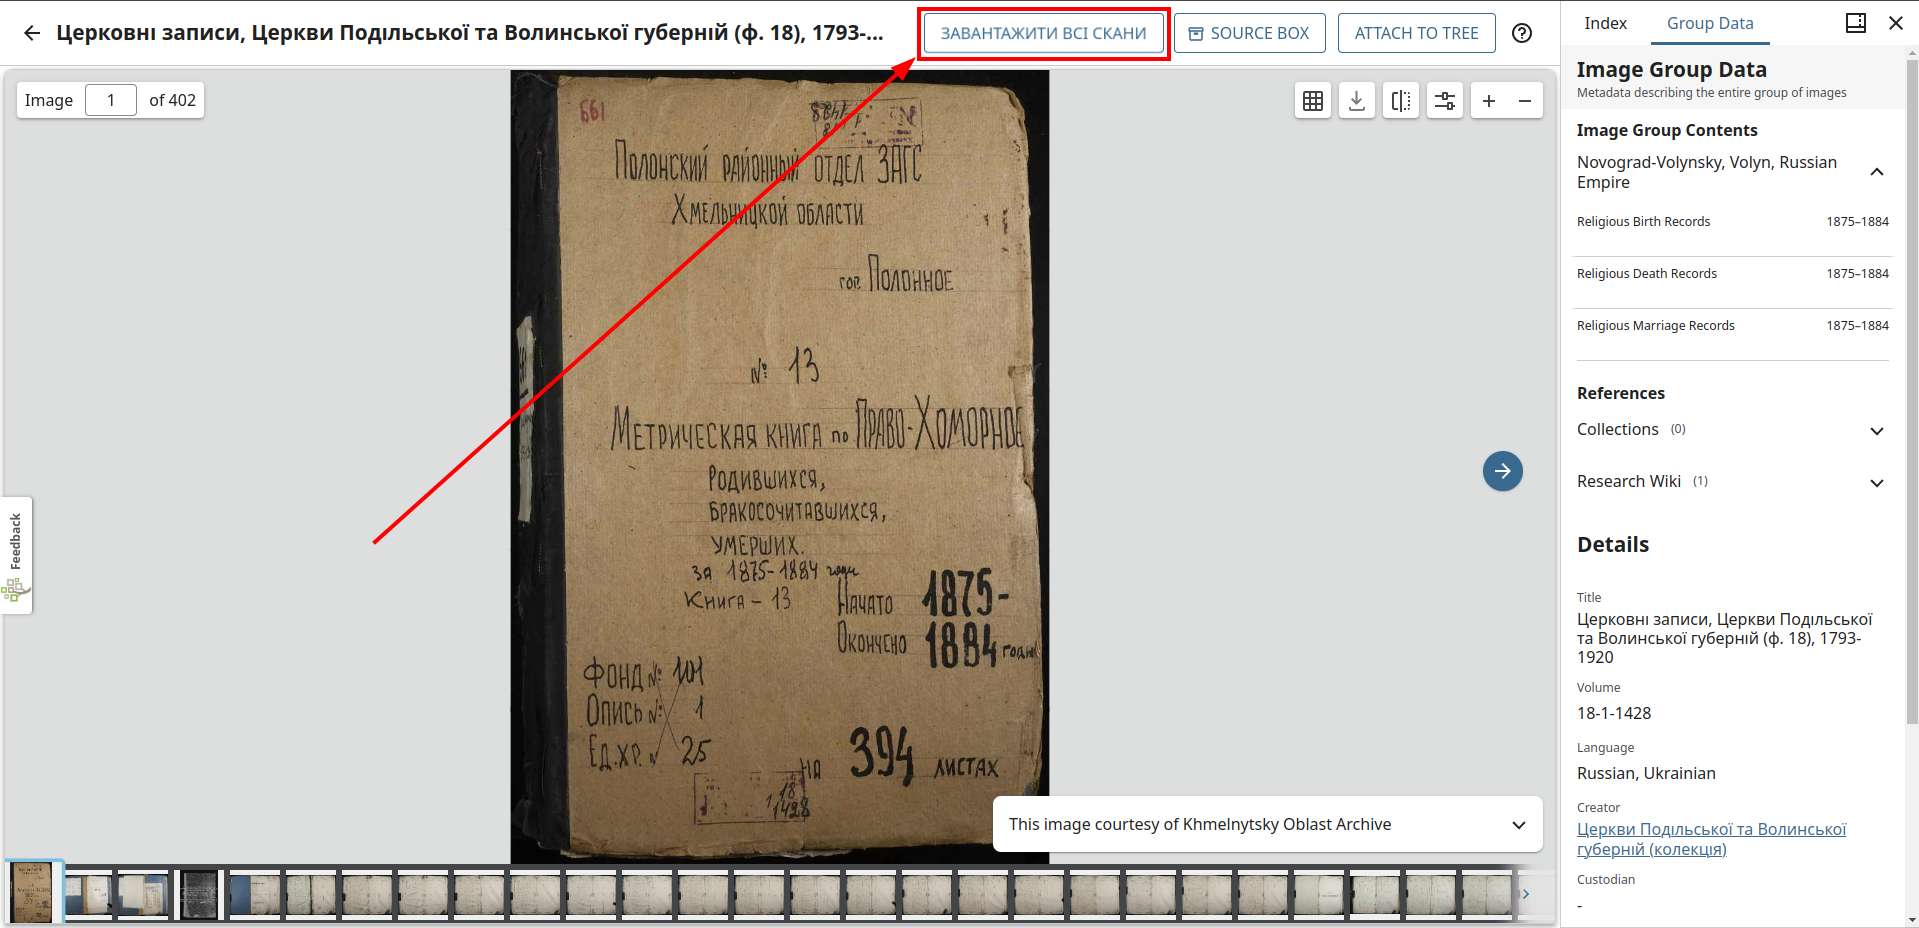 Церковні записи, Церкви Подільської та Волинської губерній (ф. 18), 1793-...
ЗАВАНТАЖИТИ ВСІ СКАНИ
SOURCE BOX
ATTACH TO TREE
Image 1 of 402
661
Полонский районный отдел ЗАГС
Хмельницкой области
гор. Полонное
№ 13
Метрическая книга по Право-Хоморное
родившихся,
бракосочитавшихся,
умерших.
за 1875-1884 годы
Книга - 13
Начато 1875-
Окончено 1884 годы
Фонд № 101
Опись № 1
Ед.хр. № 25
на 394 листах
18
1
1428
Feedback
This image courtesy of Khmelnytsky Oblast Archive
Index
Group Data
Image Group Data
Metadata describing the entire group of images
Image Group Contents
Novograd-Volynsky, Volyn, Russian
Empire
Religious Birth Records 1875–1884
Religious Death Records 1875–1884
Religious Marriage Records 1875–1884
References
Collections (0)
Research Wiki (1)
Details
Title
Церковні записи, Церкви Подільської
та Волинської губерній (ф. 18), 1793-
1920
Volume
18-1-1428
Language
Russian, Ukrainian
Creator
Церкви Подільської та Волинської
губерній (колекція)
Custodian
-